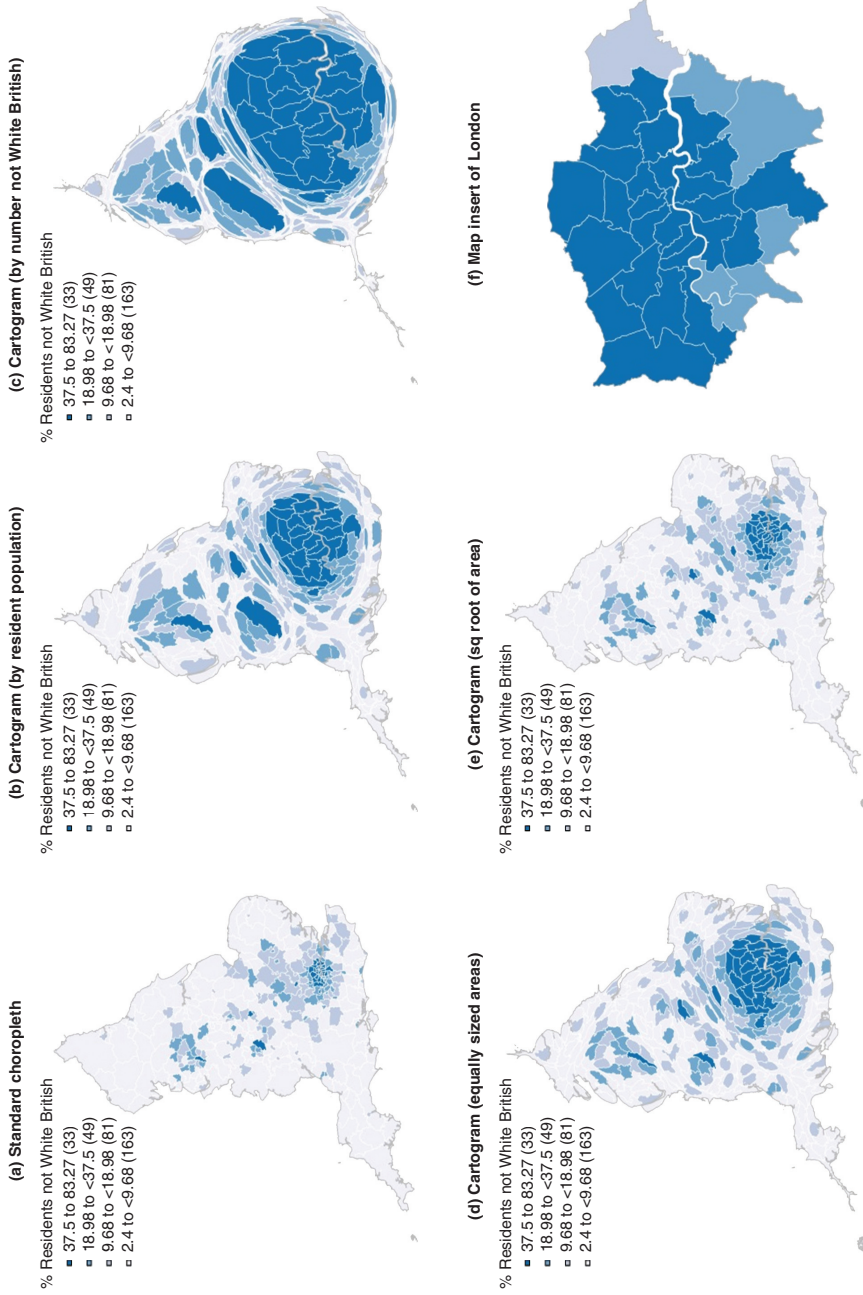 (a) Standard choropleth
% Residents not White British
37.5 to 83.27 (33)
18.98 to <37.5 (49)
9.68 to <18.98 (81)
2.4 to <9.68 (163)
(b) Cartogram (by resident population)
% Residents not White British
37.5 to 83.27 (33)
18.98 to <37.5 (49)
9.68 to <18.98 (81)
2.4 to <9.68 (163)
(c) Cartogram (by number not White British)
% Residents not White British
37.5 to 83.27 (33)
18.98 to <37.5 (49)
9.68 to <18.98 (81)
2.4 to <9.68 (163)
(d) Cartogram (equally sized areas)
% Residents not White British
37.5 to 83.27 (33)
18.98 to <37.5 (49)
9.68 to <18.98 (81)
2.4 to <9.68 (163)
(e) Cartogram (sq root of area)
% Residents not White British
37.5 to 83.27 (33)
18.98 to <37.5 (49)
9.68 to <18.98 (81)
2.4 to <9.68 (163)
(f) Map insert of London